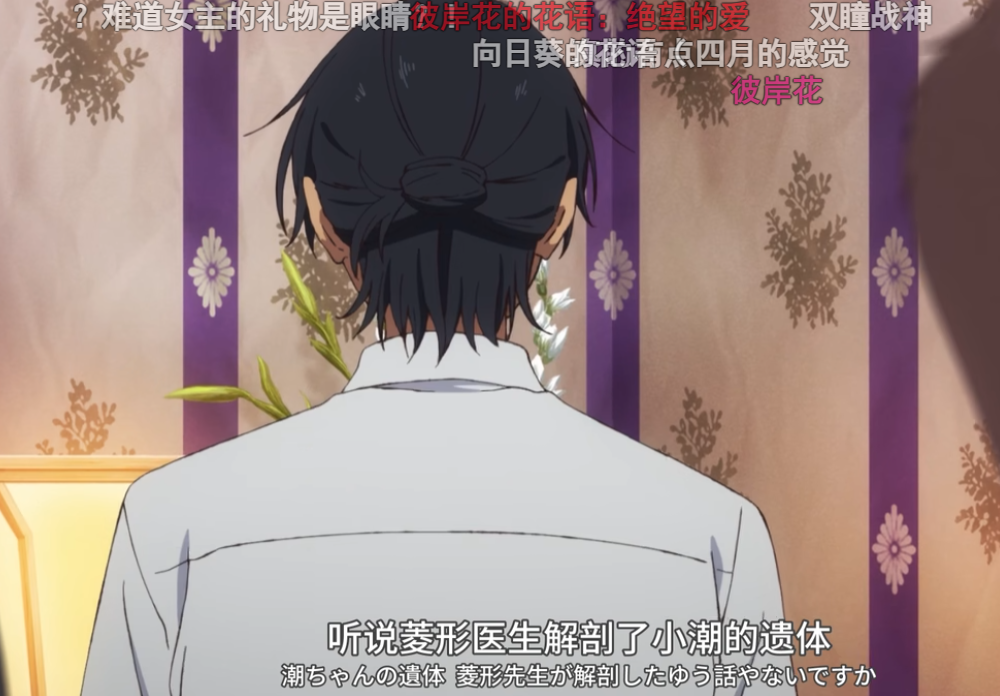 ？难道女主的礼物是眼睛？！
彼岸花的花语：绝望的爱
双瞳战神
向日葵的花语有点四月的感觉
彼岸花
听说菱形医生解剖了小潮的遗体
潮ちゃんの遺体 菱形先生が解剖したゆう話やないですか